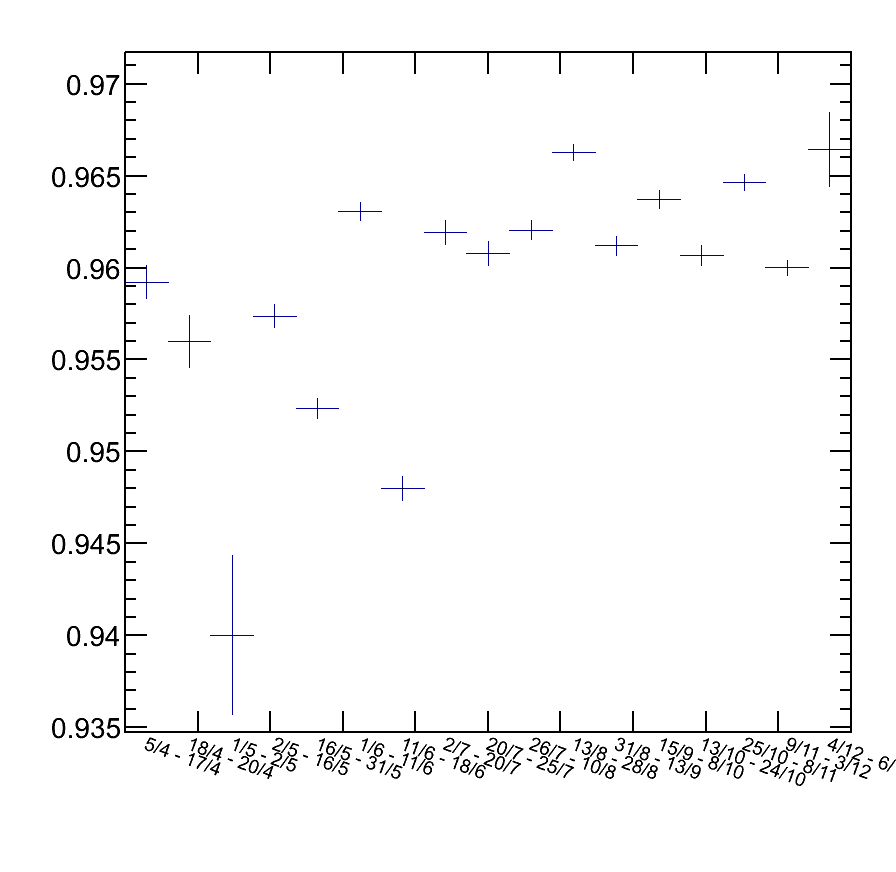 0.97
0.965
0.96
0.955
0.95
0.945
0.94
0.935
5/4 - 17/4
18/4 - 20/4
1/5 - 2/5
2/5 - 16/5
16/5 - 31/5
1/6 - 11/6
11/6 - 18/6
2/7 - 20/7
20/7 - 25/7
26/7 - 10/8
13/8 - 28/8
31/8 - 13/9
15/9 - 8/10
13/10 - 24/10
25/10 - 8/11
9/11 - 3/12
4/12 - 6/